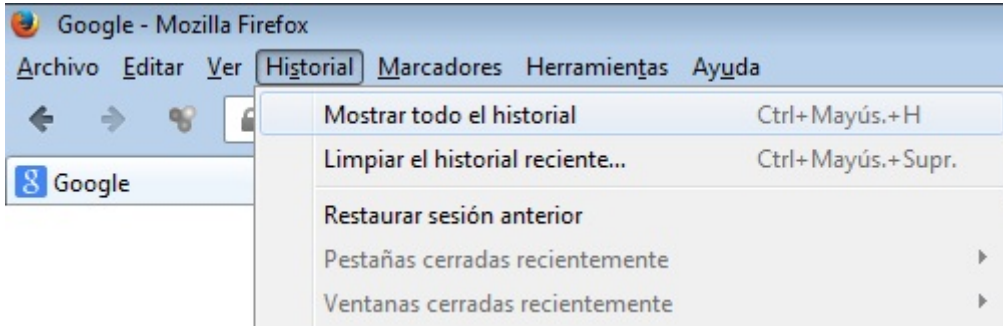 Google - Mozilla Firefox
Archivo Editar Ver Historial Marcadores Herramientas Ayuda
Mostrar todo el historial Ctrl+Mayús.+H
Limpiar el historial reciente... Ctrl+Mayús.+Supr.
8 Google
Restaurar sesión anterior
Pestañas cerradas recientemente
Ventanas cerradas recientemente